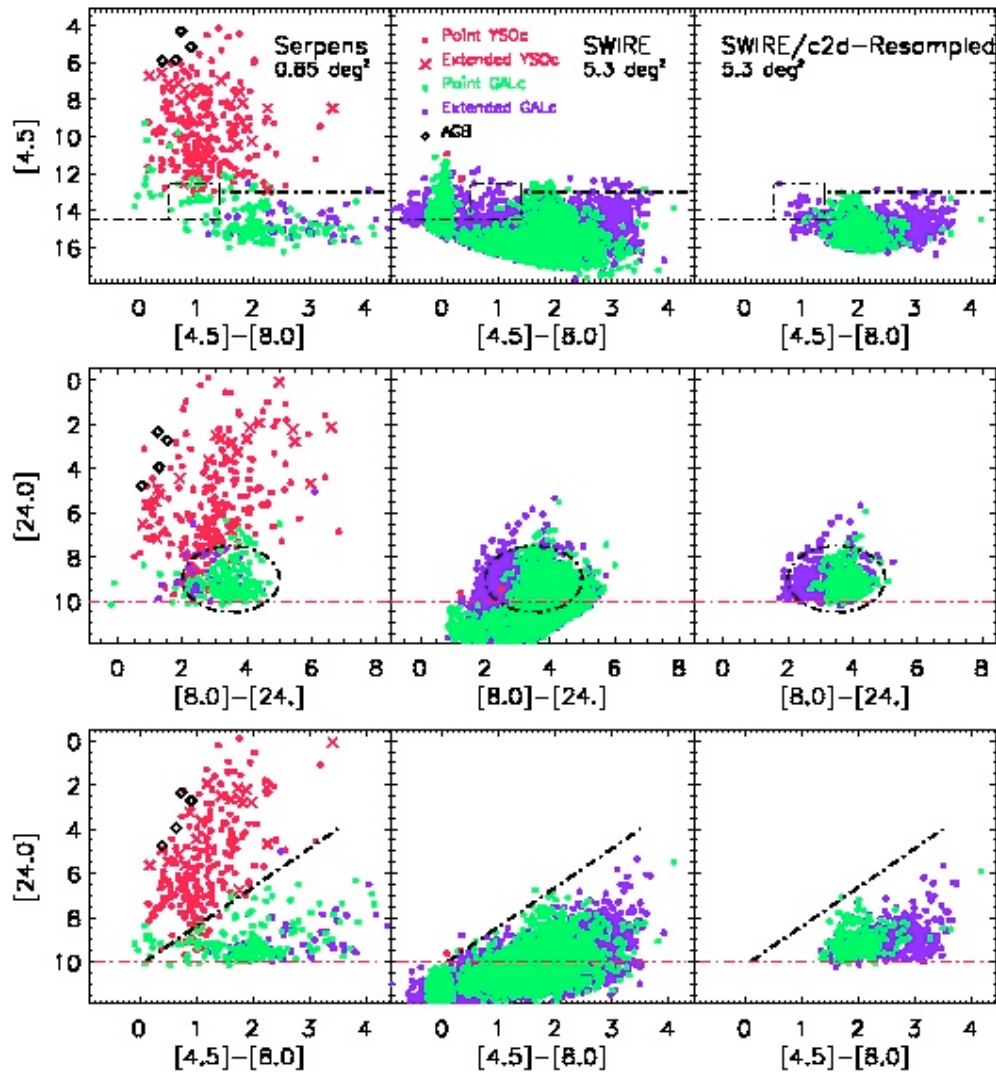 4
6
8
10
12
14
16
[4.5]
Serpens
0.85 deg²
Point YSOc
Extended YSOc
Point GALc
Extended GALc
AGB
SWIRE
5.3 deg²
SWIRE/c2d-Resampled
5.3 deg²
0 1 2 3 4
0 1 2 3 4
0 1 2 3 4
[4.5]-[8.0]
[4.5]-[8.0]
[4.5]-[8.0]
0
2
4
6
8
10
[24.0]
0 2 4 6 8
0 2 4 6 8
0 2 4 6 8
[8.0]-[24.]
[8.0]-[24.]
[8.0]-[24.]
0
2
4
6
8
10
[24.0]
0 1 2 3 4
0 1 2 3 4
0 1 2 3 4
[4.5]-[8.0]
[4.5]-[8.0]
[4.5]-[8.0]